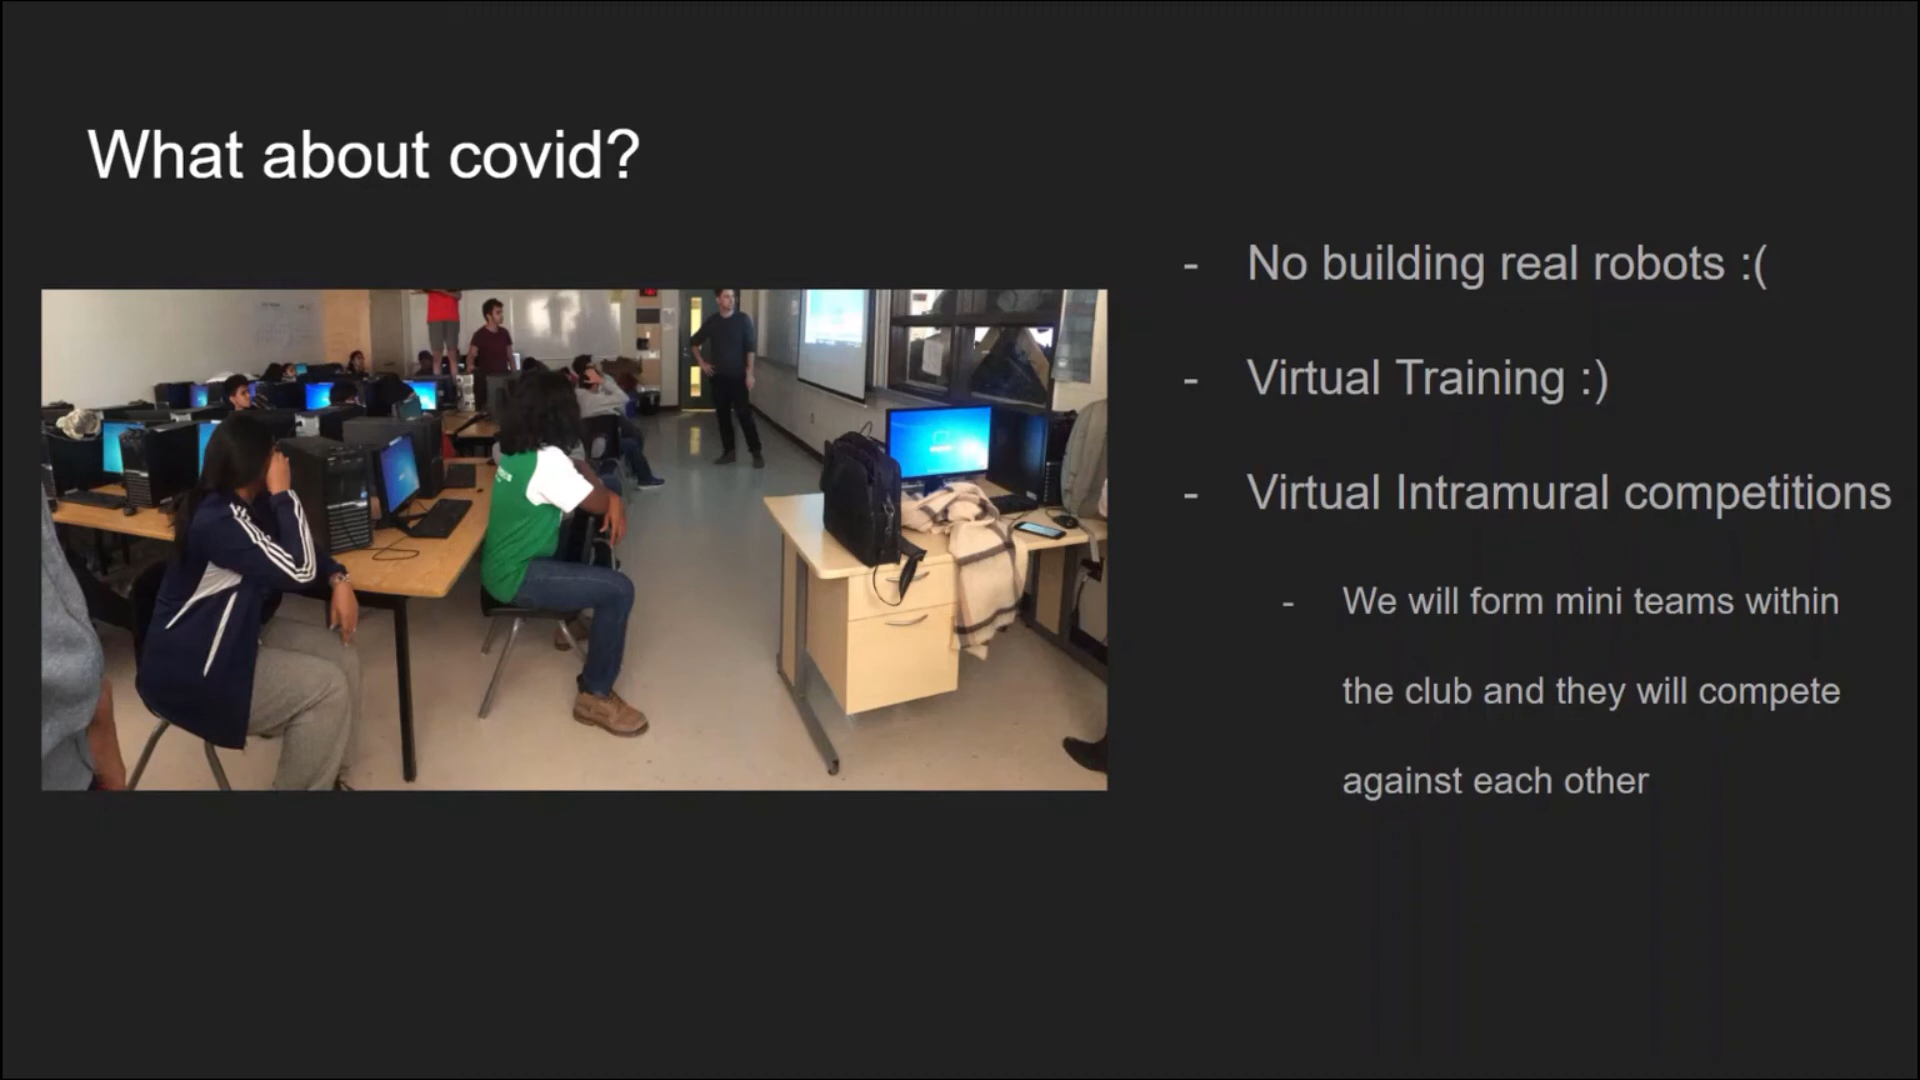 What about covid?
- No building real robots :(
- Virtual Training :)
- Virtual Intramural competitions
- We will form mini teams within
the club and they will compete
against each other